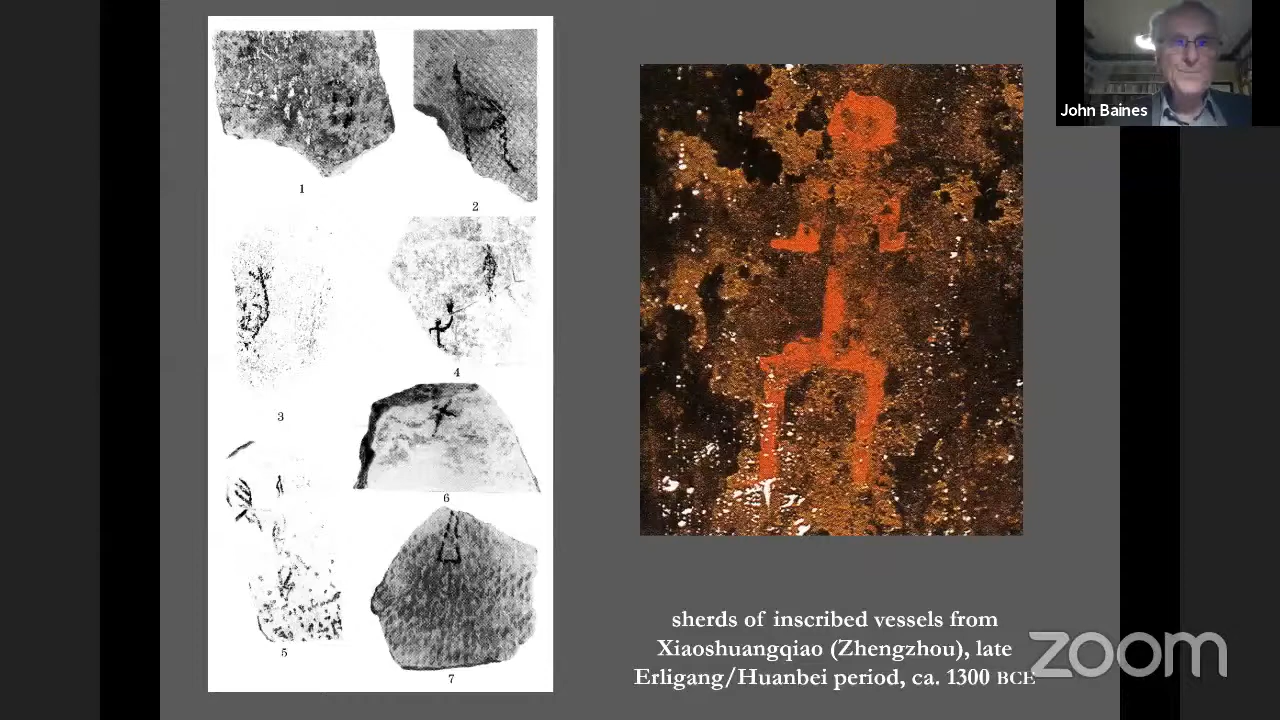 John Baines
1
2
3
4
5
6
7
sherds of inscribed vessels from
Xiaoshuangqiao (Zhengzhou), late
Erligang/Huanbei period, ca. 1300 BCE
zoom